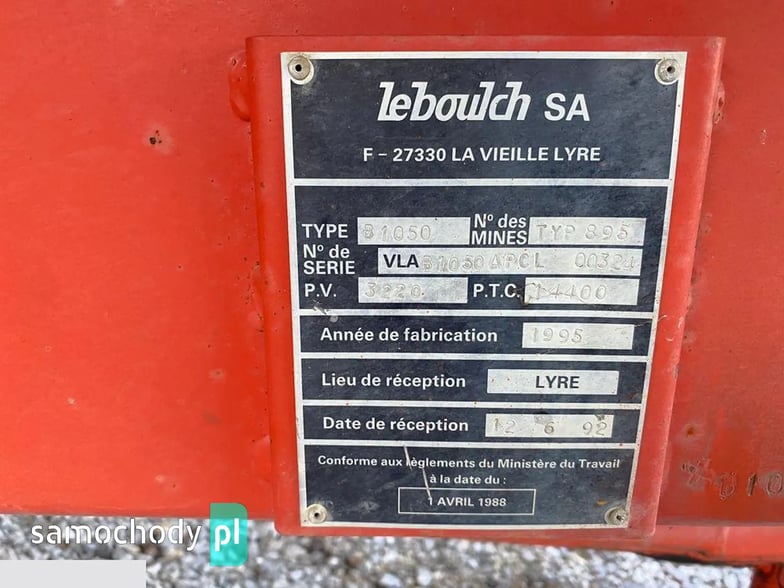 leboulch SA
F - 27330 LA VIEILLE LYRE
TYPE B1050 Nº des MINES TYP 895
Nº de SERIE VLA B1050 APCL 00324
P.V. 3220 P.T.C. 14400
Année de fabrication 1995
Lieu de réception LYRE
Date de réception 12 6 92
Conforme aux règlements du Ministère du Travail
à la date du :
1 AVRIL 1988
samochody pl